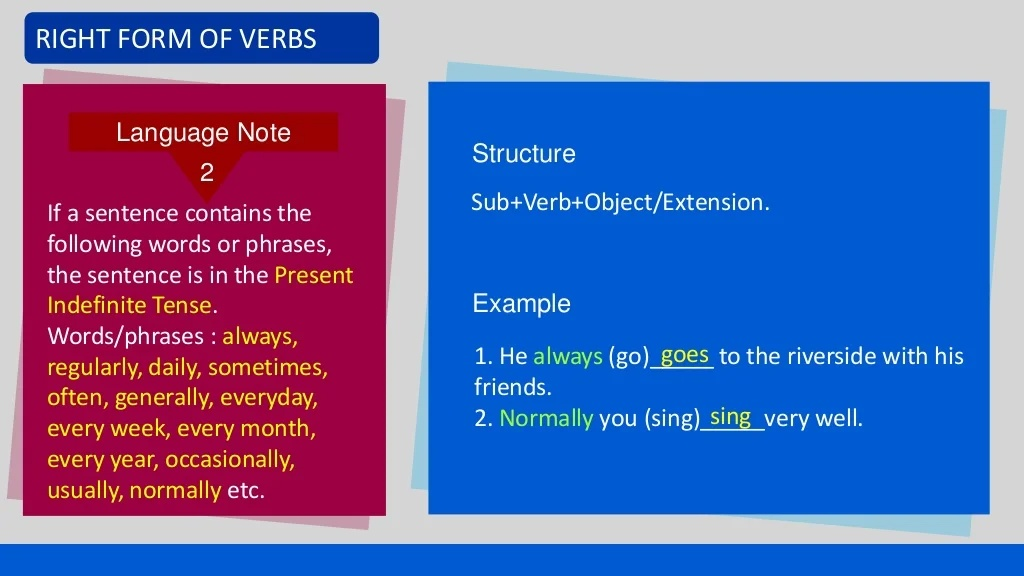 RIGHT FORM OF VERBS
Language Note
2
If a sentence contains the
following words or phrases,
the sentence is in the Present
Indefinite Tense.
Words/phrases : always,
regularly, daily, sometimes,
often, generally, everyday,
every week, every month,
every year, occasionally,
usually, normally etc.
Structure
Sub+Verb+Object/Extension.
Example
1. He always (go)_goes_ to the riverside with his
friends.
2. Normally you (sing)_sing_very well.